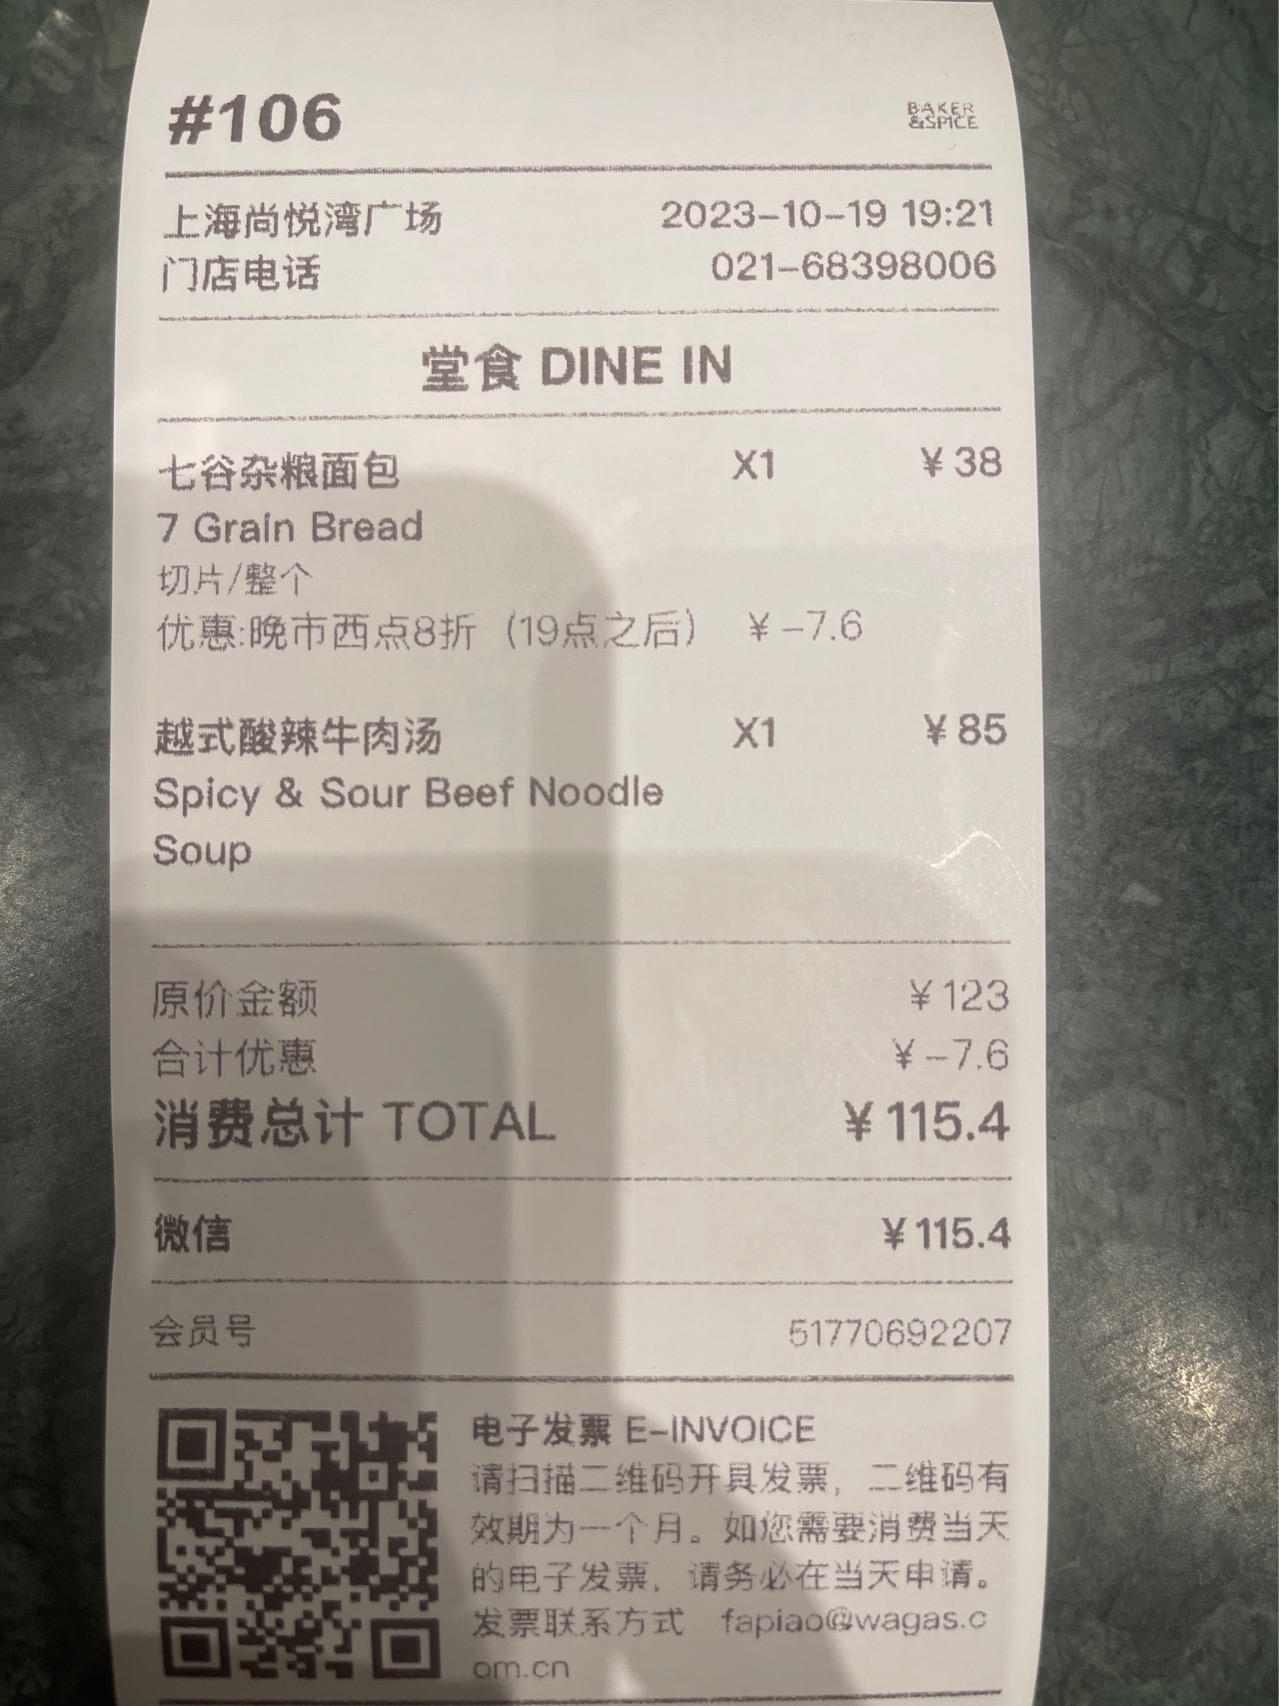 #106
BAKER
&SPICE
上海尚悦湾广场 2023-10-19 19:21
门店电话 021-68398006
堂食 DINE IN
七谷杂粮面包 X1 ¥38
7 Grain Bread
切片/整个
优惠:晚市西点8折（19点之后） ¥-7.6
越式酸辣牛肉汤 X1 ¥85
Spicy & Sour Beef Noodle
Soup
原价金额 ¥123
合计优惠 ¥-7.6
消费总计 TOTAL ¥115.4
微信 ¥115.4
会员号 51770692207
电子发票 E-INVOICE
请扫描二维码开具发票，二维码有
效期为一个月。如您需要消费当天
的电子发票，请务必在当天申请。
发票联系方式 fapiao@wagas.c
om.cn